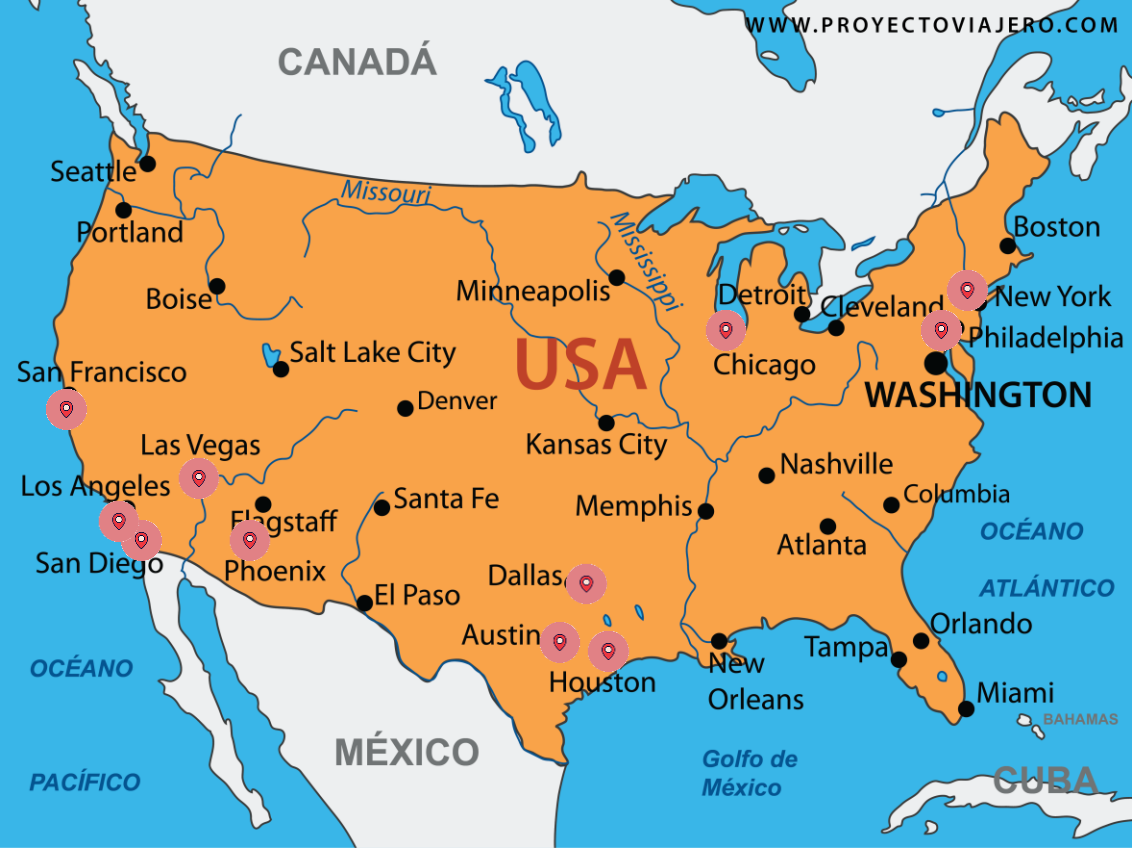 WWW.PROYECTOVIAJERO.COM
CANADÁ
Seattle
Missouri
Mississippi
Portland
Boston
Boise
Minneapolis
Detroit
Cleveland
New York
Philadelphia
San Francisco
Salt Lake City
USA
Chicago
WASHINGTON
Denver
Las Vegas
Kansas City
Nashville
Los Angeles
Santa Fe
Memphis
Columbia
Flagstaff
OCÉANO
Atlanta
San Diego
Phoenix
Dallas
ATLÁNTICO
El Paso
Austin
Orlando
Tampa
OCÉANO
Houston
New
Orleans
Miami
BAHAMAS
MÉXICO
Golfo de
México
PACÍFICO
CUBA